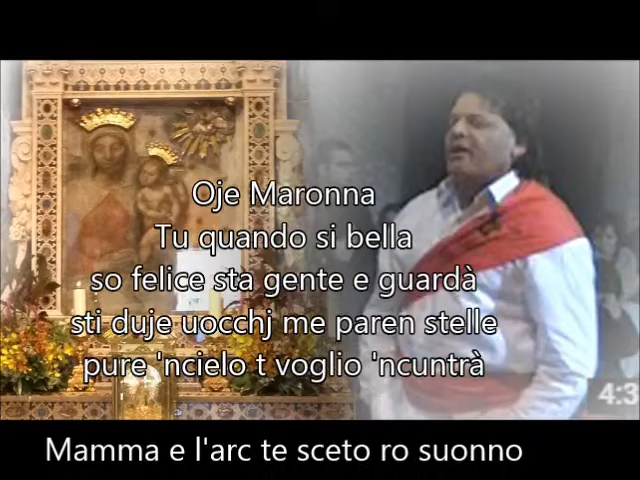 Oje Maronna
Tu quando si bella
so felice sta gente e guardà
sti duje uocchj me paren stelle
pure 'ncielo t voglio 'ncuntrà
4:3
Mamma e l'arc te sceto ro suonno